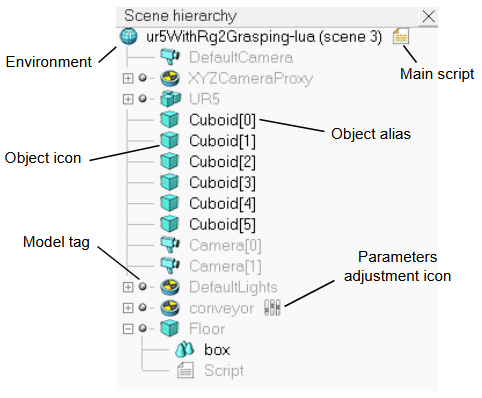 Scene hierarchy
ur5WithRg2Grasping-lua (scene 3)
Environment
DefaultCamera
Main script
XYZCameraProxy
UR5
Cuboid[0]
Object alias
Cuboid[1]
Object icon
Cuboid[2]
Cuboid[3]
Cuboid[4]
Cuboid[5]
Camera[0]
Model tag
Camera[1]
Parameters
adjustment icon
DefaultLights
conveyor
Floor
box
Script